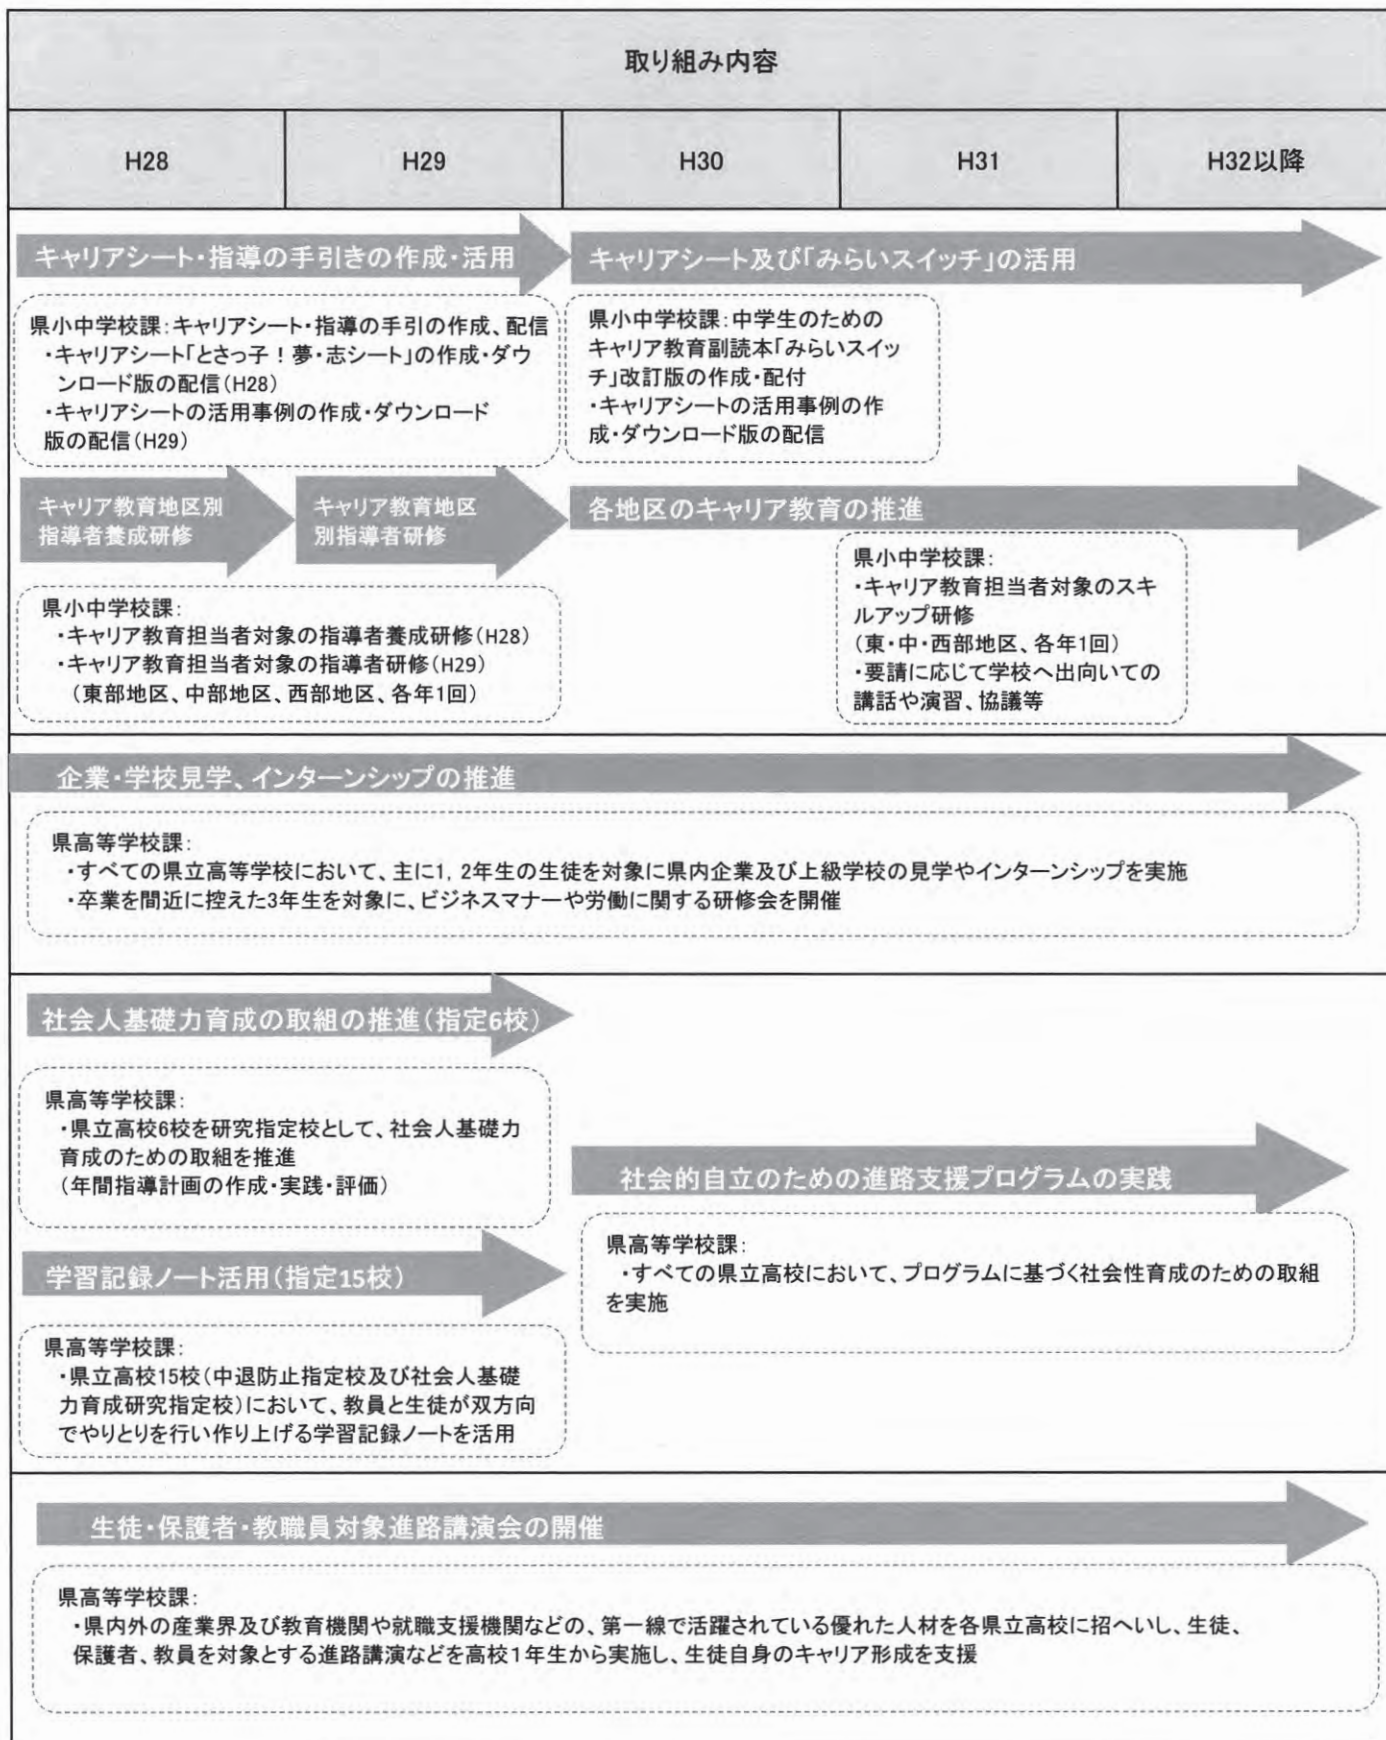 取り組み内容
H28
H29
H30
H31
H32以降
キャリアシート・指導の手引きの作成・活用
キャリアシート及び「みらいスイッチ」の活用
県小中学校課：キャリアシート・指導の手引の作成、配信
・キャリアシート「とさっ子！夢・志シート」の作成・ダウ
ンロード版の配信（H28）
・キャリアシートの活用事例の作成・ダウンロード
版の配信（H29）
県小中学校課：中学生のための
キャリア教育副読本「みらいスイッ
チ」改訂版の作成・配付
・キャリアシートの活用事例の作
成・ダウンロード版の配信
キャリア教育地区別
指導者養成研修
キャリア教育地区
別指導者研修
各地区のキャリア教育の推進
県小中学校課：
・キャリア教育担当者対象の指導者養成研修（H28）
・キャリア教育担当者対象の指導者研修（H29）
（東部地区、中部地区、西部地区、各年1回）
県小中学校課：
・キャリア教育担当者対象のスキ
ルアップ研修
（東・中・西部地区、各年1回）
・要請に応じて学校へ出向いての
講話や演習、協議等
企業・学校見学、インターンシップの推進
県高等学校課：
・すべての県立高等学校において、主に1，2年生の生徒を対象に県内企業及び上級学校の見学やインターンシップを実施
・卒業を間近に控えた3年生を対象に、ビジネスマナーや労働に関する研修会を開催
社会人基礎力育成の取組の推進（指定6校）
県高等学校課：
・県立高校6校を研究指定校として、社会人基礎力
育成のための取組を推進
（年間指導計画の作成・実践・評価）
社会的自立のための進路支援プログラムの実践
県高等学校課：
・すべての県立高校において、プログラムに基づく社会性育成のための取組
を実施
学習記録ノート活用（指定15校）
県高等学校課：
・県立高校15校（中退防止指定校及び社会人基礎
力育成研究指定校）において、教員と生徒が双方向
でやりとりを行い作り上げる学習記録ノートを活用
生徒・保護者・教職員対象進路講演会の開催
県高等学校課：
・県内外の産業界及び教育機関や就職支援機関などの、第一線で活躍されている優れた人材を各県立高校に招へいし、生徒、
保護者、教員を対象とする進路講演などを高校１年生から実施し、生徒自身のキャリア形成を支援